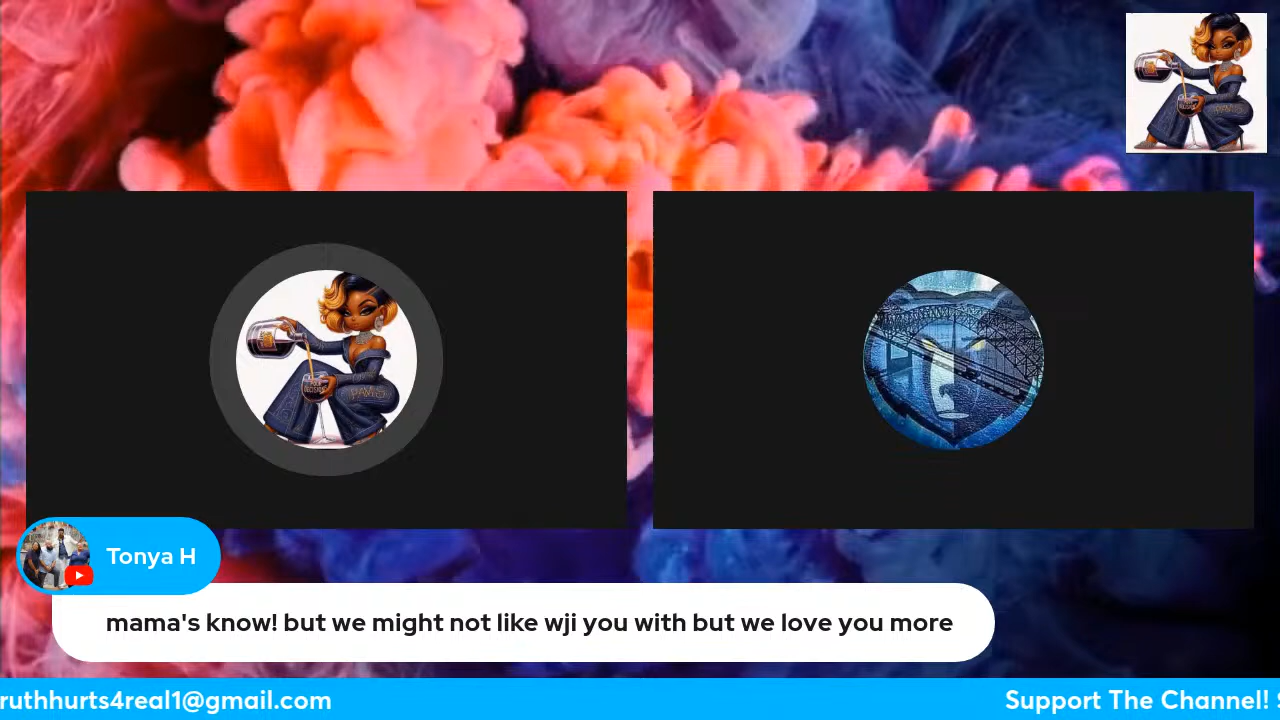 Tonya H
mama's know! but we might not like wji you with but we love you more
ruthhurts4real1@gmail.com
Support The Channel! S